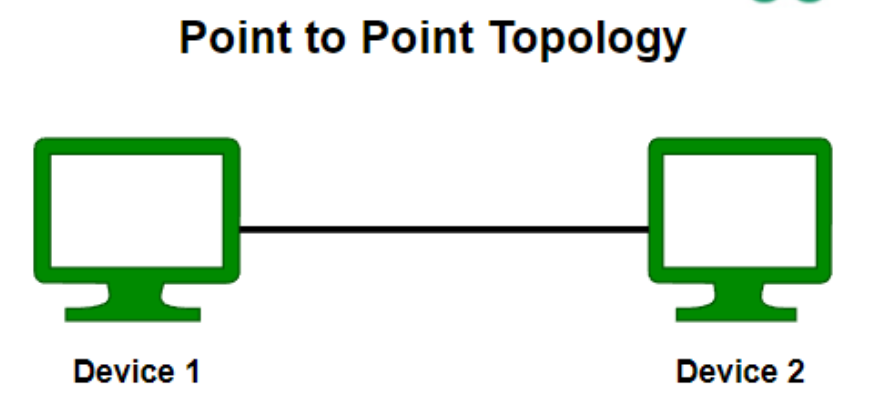 Point to Point Topology
Device 1
Device 2